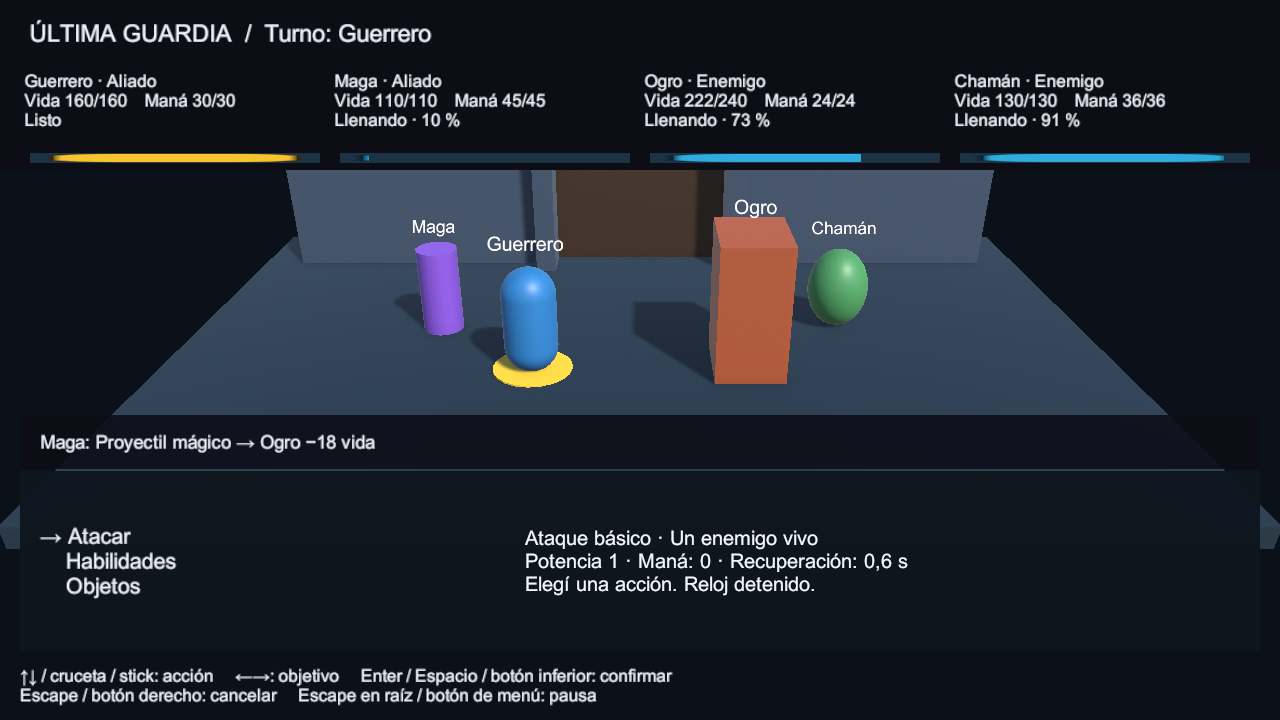 ÚLTIMA GUARDIA / Turno: Guerrero
Guerrero · Aliado
Vida 160/160 Maná 30/30
Listo
Maga · Aliado
Vida 110/110 Maná 45/45
Llenando · 10 %
Ogro · Enemigo
Vida 222/240 Maná 24/24
Llenando · 73 %
Chamán · Enemigo
Vida 130/130 Maná 36/36
Llenando · 91 %
Maga
Guerrero
Ogro
Chamán
Maga: Proyectil mágico → Ogro −18 vida
→ Atacar
Habilidades
Objetos
Ataque básico · Un enemigo vivo
Potencia 1 · Maná: 0 · Recuperación: 0,6 s
Elegí una acción. Reloj detenido.
↑↓ / cruceta / stick: acción ←→: objetivo Enter / Espacio / botón inferior: confirmar
Escape / botón derecho: cancelar Escape en raíz / botón de menú: pausa